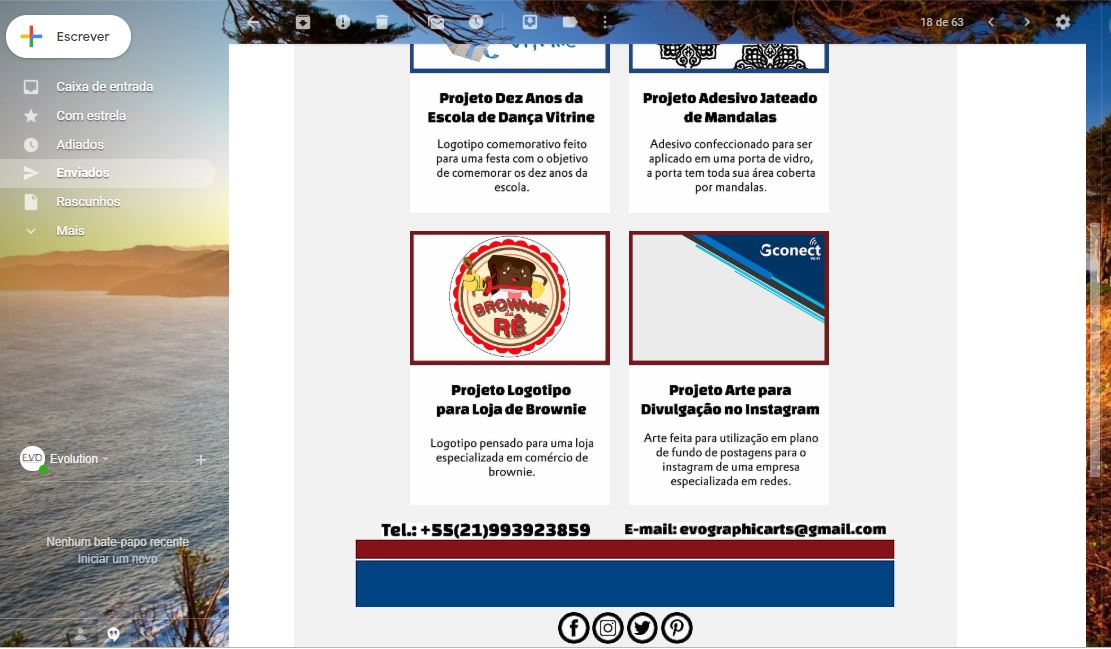 Escrever
18 de 63
Caixa de entrada
Com estrela
Adiados
Enviados
Rascunhos
Mais
Projeto Dez Anos da
Escola de Dança Vitrine
Logotipo comemorativo feito
para uma festa com o objetivo
de comemorar os dez anos da
escola.
Projeto Adesivo Jateado
de Mandalas
Adesivo confeccionado para ser
aplicado em uma porta de vidro,
a porta tem toda sua área coberta
por mandalas.
BROWNIE
da
RÊ
Gconect
Wi-Fi
Projeto Logotipo
para Loja de Brownie
Logotipo pensado para uma loja
especializada em comércio de
brownie.
Projeto Arte para
Divulgação no Instagram
Arte feita para utilização em plano
de fundo de postagens para o
instagram de uma empresa
especializada em redes.
EVO
Evolution
Nenhum bate-papo recente
Iniciar um novo
Tel.: +55(21)993923859
E-mail: evographicarts@gmail.com